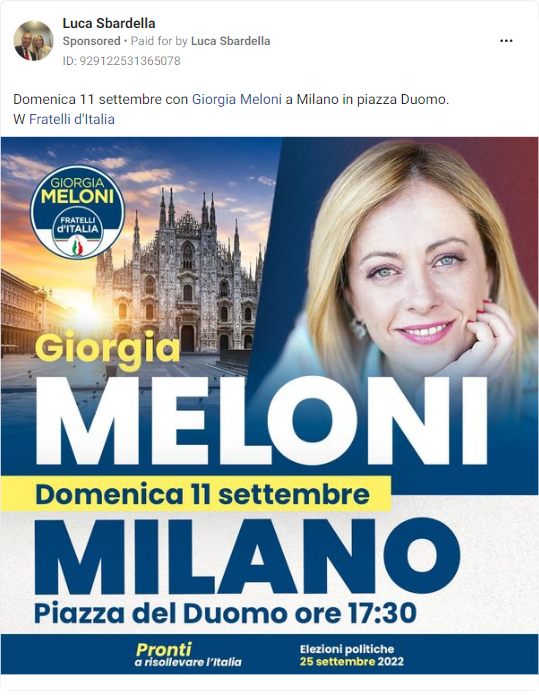 Luca Sbardella
Sponsored • Paid for by Luca Sbardella
ID: 929122531365078
Domenica 11 settembre con Giorgia Meloni a Milano in piazza Duomo.
W Fratelli d'Italia
GIORGIA
MELONI
FRATELLI
d'ITALIA
Giorgia
MELONI
Domenica 11 settembre
MILANO
Piazza del Duomo ore 17:30
Pronti
a risollevare l'Italia
Elezioni politiche
25 settembre 2022